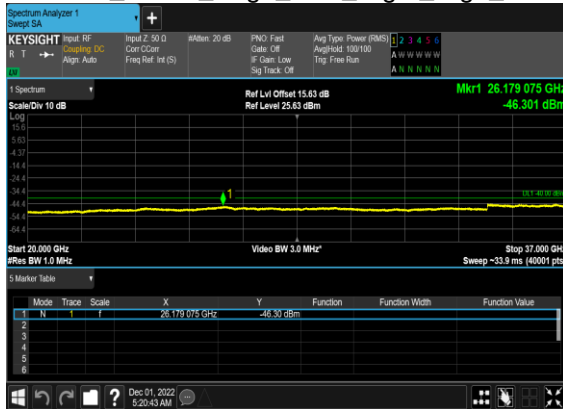 Spectrum Analyzer 1
Swept SA
+
KEYSIGHT Input: RF Input Z: 50 Ω #Atten: 20 dB PNO: Fast Avg Type: Power (RMS) 1 2 3 4 5 6
R T Coupling: DC Corr CCorr Gate: Off Avg|Hold: 100/100 A W W W W W
Align: Auto Freq Ref: Int (S) IF Gain: Low Trig: Free Run
LXI Sig Track: Off A N N N N N
1 Spectrum Ref Lvl Offset 15.63 dB Mkr1 26.179 075 GHz
Scale/Div 10 dB Ref Level 25.63 dBm -46.301 dBm
Log
15.6
5.63
-4.37
-14.4
-24.4
-34.4 1 DL1 -40.00 dBm
-44.4
-54.4
-64.4
Start 20.000 GHz Video BW 3.0 MHz* Stop 37.000 GHz
#Res BW 1.0 MHz Sweep ~33.9 ms (40001 pts)
5 Marker Table
Mode Trace Scale X Y Function Function Width Function Value
1 N 1 f 26.179 075 GHz -46.30 dBm
2
3
4
5
6
? Dec 01, 2022
5:20:43 AM